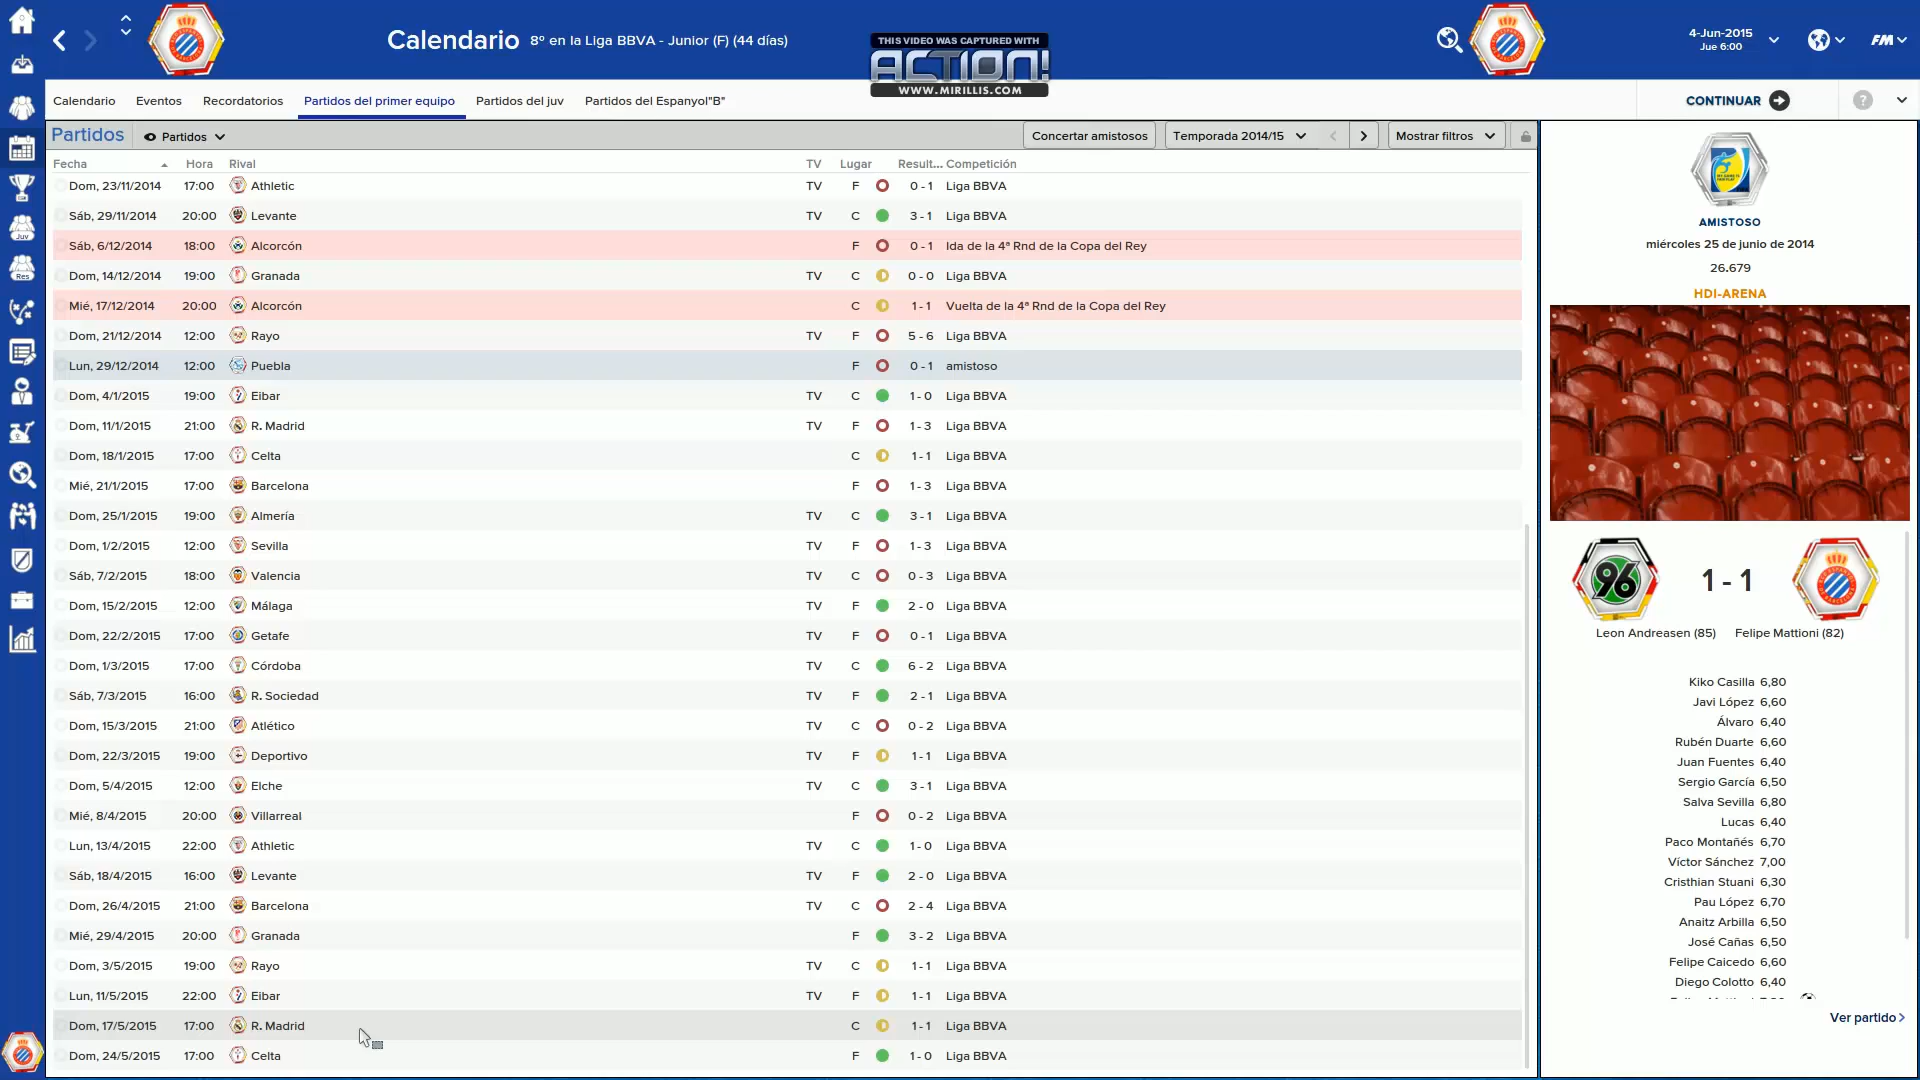 Calendario 8º en la Liga BBVA - Junior (F) (44 días)
THIS VIDEO WAS CAPTURED WITH
ACTION!
WWW.MIRILLIS.COM
4-Jun-2015
Jue 6:00
FM
Calendario Eventos Recordatorios Partidos del primer equipo Partidos del juv Partidos del Espanyol"B"
CONTINUAR
?
Partidos Partidos Concertar amistosos Temporada 2014/15 Mostrar filtros
Fecha Hora Rival TV Lugar Result... Competición
Dom, 23/11/2014 17:00 Athletic TV F 0 - 1 Liga BBVA
Sáb, 29/11/2014 20:00 Levante TV C 3 - 1 Liga BBVA
Sáb, 6/12/2014 18:00 Alcorcón F 0 - 1 Ida de la 4ª Rnd de la Copa del Rey
Dom, 14/12/2014 19:00 Granada TV C 0 - 0 Liga BBVA
Mié, 17/12/2014 20:00 Alcorcón C 1 - 1 Vuelta de la 4ª Rnd de la Copa del Rey
Dom, 21/12/2014 12:00 Rayo TV F 5 - 6 Liga BBVA
Lun, 29/12/2014 12:00 Puebla F 0 - 1 amistoso
Dom, 4/1/2015 19:00 Eibar TV C 1 - 0 Liga BBVA
Dom, 11/1/2015 21:00 R. Madrid TV F 1 - 3 Liga BBVA
Dom, 18/1/2015 17:00 Celta C 1 - 1 Liga BBVA
Mié, 21/1/2015 17:00 Barcelona F 1 - 3 Liga BBVA
Dom, 25/1/2015 19:00 Almería TV C 3 - 1 Liga BBVA
Dom, 1/2/2015 12:00 Sevilla TV F 1 - 3 Liga BBVA
Sáb, 7/2/2015 18:00 Valencia TV C 0 - 3 Liga BBVA
Dom, 15/2/2015 12:00 Málaga TV F 2 - 0 Liga BBVA
Dom, 22/2/2015 17:00 Getafe TV F 0 - 1 Liga BBVA
Dom, 1/3/2015 17:00 Córdoba TV C 6 - 2 Liga BBVA
Sáb, 7/3/2015 16:00 R. Sociedad TV F 2 - 1 Liga BBVA
Dom, 15/3/2015 21:00 Atlético TV C 0 - 2 Liga BBVA
Dom, 22/3/2015 19:00 Deportivo TV F 1 - 1 Liga BBVA
Dom, 5/4/2015 12:00 Elche TV C 3 - 1 Liga BBVA
Mié, 8/4/2015 20:00 Villarreal F 0 - 2 Liga BBVA
Lun, 13/4/2015 22:00 Athletic TV C 1 - 0 Liga BBVA
Sáb, 18/4/2015 16:00 Levante TV F 2 - 0 Liga BBVA
Dom, 26/4/2015 21:00 Barcelona TV C 2 - 4 Liga BBVA
Mié, 29/4/2015 20:00 Granada F 3 - 2 Liga BBVA
Dom, 3/5/2015 19:00 Rayo TV C 1 - 1 Liga BBVA
Lun, 11/5/2015 22:00 Eibar TV F 1 - 1 Liga BBVA
Dom, 17/5/2015 17:00 R. Madrid C 1 - 1 Liga BBVA
Dom, 24/5/2015 17:00 Celta F 1 - 0 Liga BBVA
Juv
Res
AMISTOSO
miércoles 25 de junio de 2014
26.679
HDI-ARENA
96 1 - 1
Leon Andreasen (85) Felipe Mattioni (82)
Kiko Casilla 6,80
Javi López 6,60
Álvaro 6,40
Rubén Duarte 6,60
Juan Fuentes 6,40
Sergio García 6,50
Salva Sevilla 6,80
Lucas 6,40
Paco Montañés 6,70
Víctor Sánchez 7,00
Cristhian Stuani 6,30
Pau López 6,70
Anaitz Arbilla 6,50
José Cañas 6,50
Felipe Caicedo 6,60
Diego Colotto 6,40
Ver partido